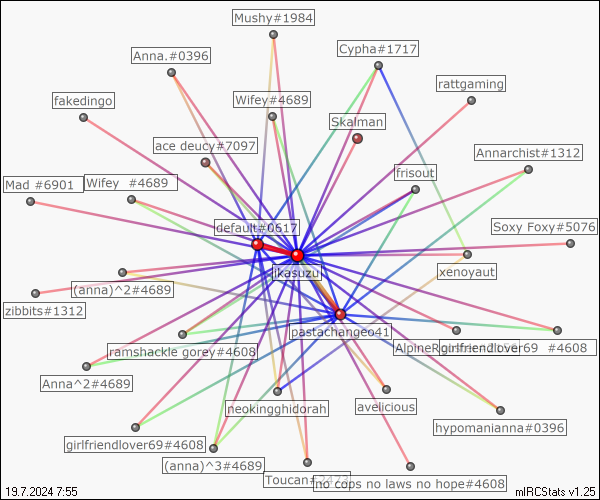 Mushy#1984
Cypha#1717
Anna.#0396
rattgaming
fakedingo
Wifey#4689
Skalman
ace deucy#7097
Annarchist#1312
frisout
Mad #6901
Wifey #4689
default#0617
Soxy Foxy#5076
jkasuzu
xenoyaut
(anna)^2#4689
zibbits#1312
pastachangeo41
ramshackle gorey#4608
girlfriendlover69 #4608
Anna^2#4689
neokingghidorah
avelicious
hypomanianna#0396
girlfriendlover69#4608
(anna)^3#4689
no cops no laws no hope#4608
19.7.2024 7:55
mIRCStats v1.25